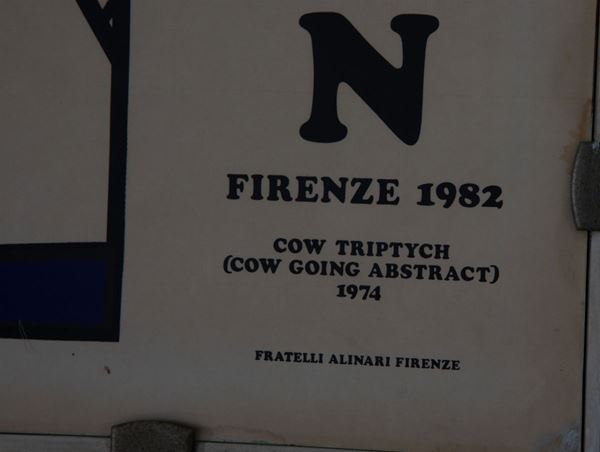 N
FIRENZE 1982
COW TRIPTYCH
(COW GOING ABSTRACT)
1974
FRATELLI ALINARI FIRENZE